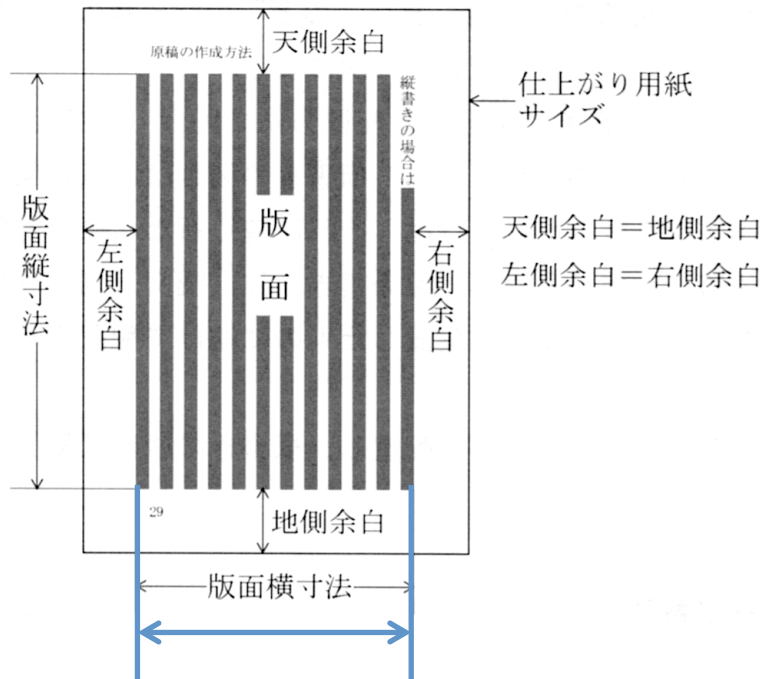 原稿の作成方法
天側余白
縦書きの場合は
仕上がり用紙
サイズ
版面縦寸法
左側余白
版面
右側余白
天側余白＝地側余白
左側余白＝右側余白
29
地側余白
版面横寸法